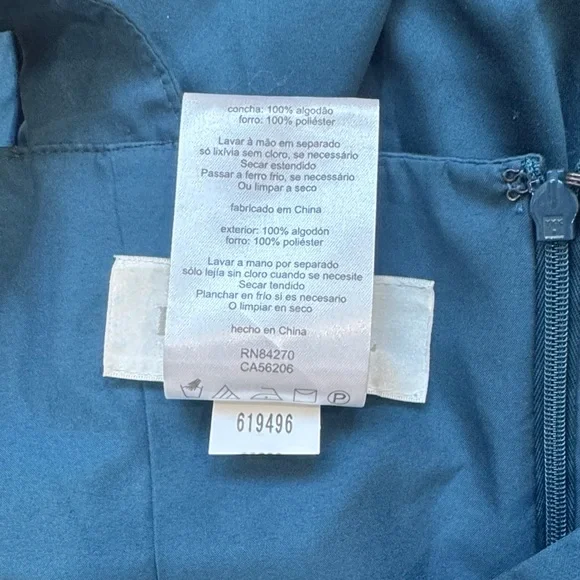 concha: 100% algodão
forro: 100% poliéster
Lavar à mão em separado
só lixívia sem cloro, se necessário
Secar estendido
Passar a ferro frio, se necessário
Ou limpar a seco
fabricado em China
exterior: 100% algodón
forro: 100% poliéster
Lavar a mano por separado
sólo lejía sin cloro cuando se necesite
Secar tendido
Planchar en frío si es necesario
O limpiar en seco
hecho en China
RN84270
CA56206
P
619496